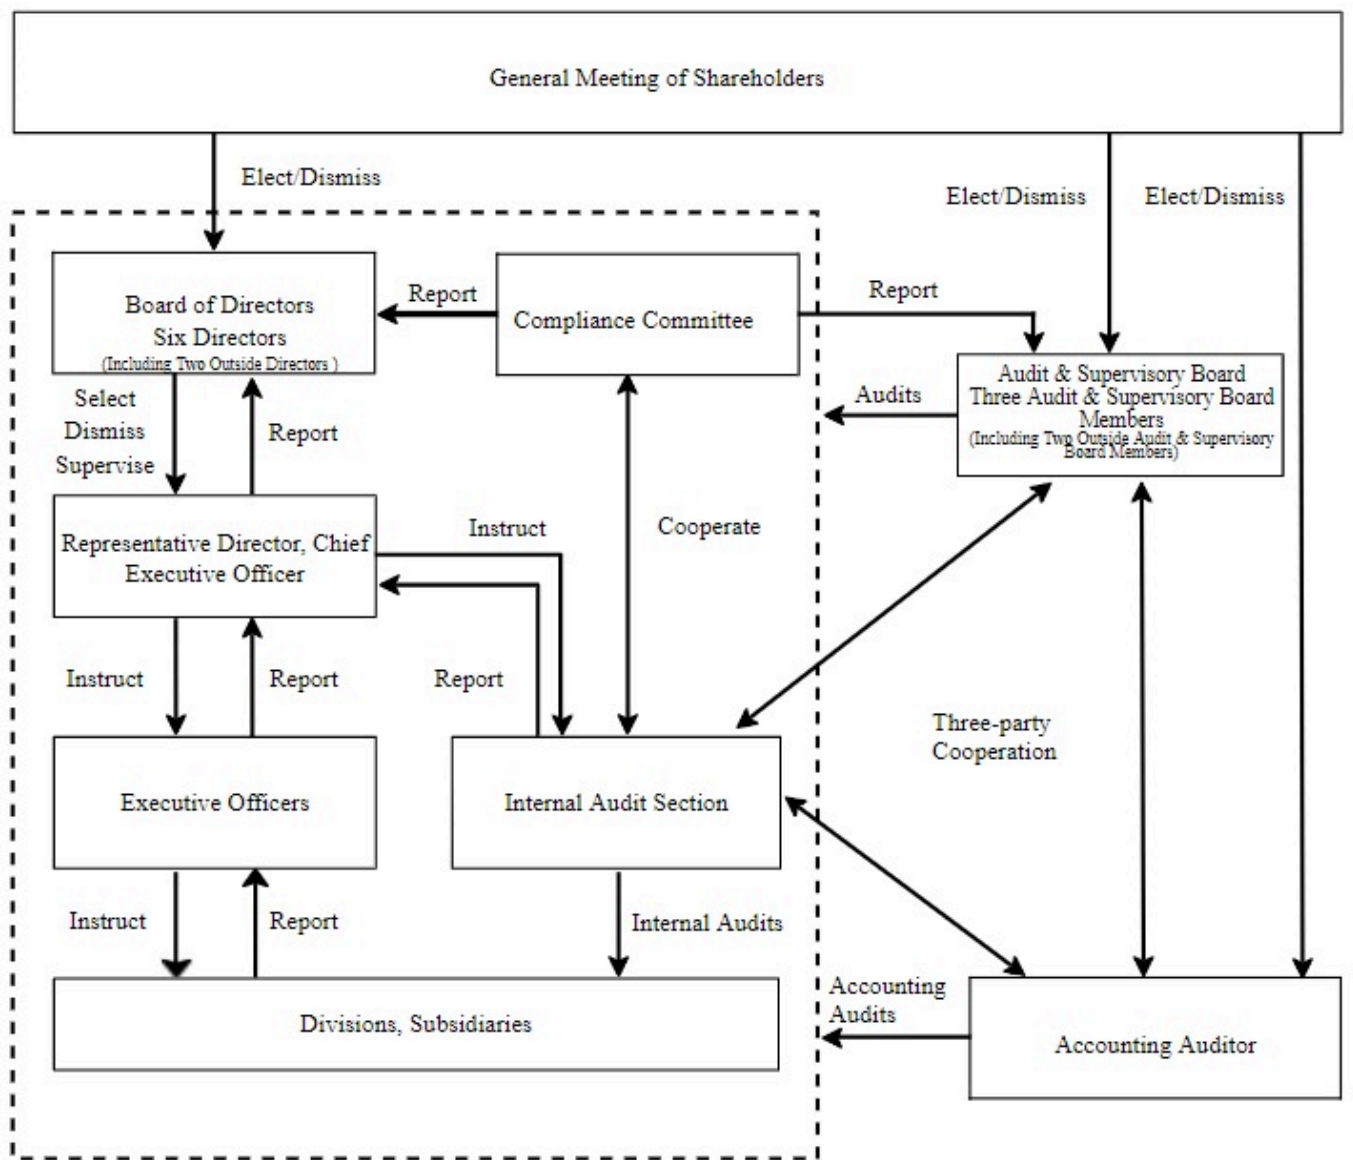 General Meeting of Shareholders
Elect/Dismiss
Elect/Dismiss
Elect/Dismiss
Board of Directors
Six Directors
(Including Two Outside Directors )
Report
Compliance Committee
Report
Audit & Supervisory Board
Three Audit & Supervisory Board
Members
(Including Two Outside Audit & Supervisory
Board Members)
Audits
Select
Dismiss
Supervise
Report
Representative Director, Chief
Executive Officer
Instruct
Cooperate
Instruct
Report
Report
Three-party
Cooperation
Executive Officers
Internal Audit Section
Instruct
Report
Internal Audits
Divisions, Subsidiaries
Accounting
Audits
Accounting Auditor